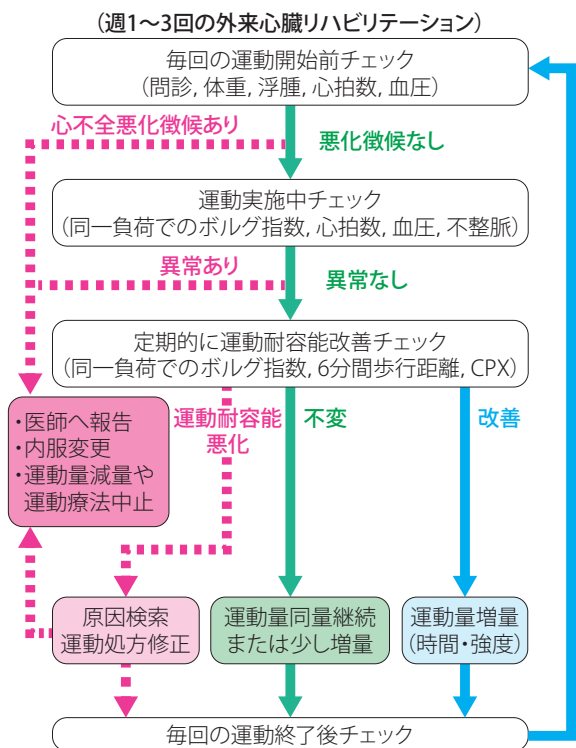 （週1〜3回の外来心臓リハビリテーション）
毎回の運動開始前チェック
（問診, 体重, 浮腫, 心拍数, 血圧）
心不全悪化徴候あり
悪化徴候なし
運動実施中チェック
（同一負荷でのボルグ指数, 心拍数, 血圧, 不整脈）
異常あり
異常なし
定期的に運動耐容能改善チェック
（同一負荷でのボルグ指数, 6分間歩行距離, CPX）
・医師へ報告
・内服変更
・運動量減量や
運動療法中止
運動耐容能
悪化
不変
改善
原因検索
運動処方修正
運動量同量継続
または少し増量
運動量増量
（時間・強度）
毎回の運動終了後チェック